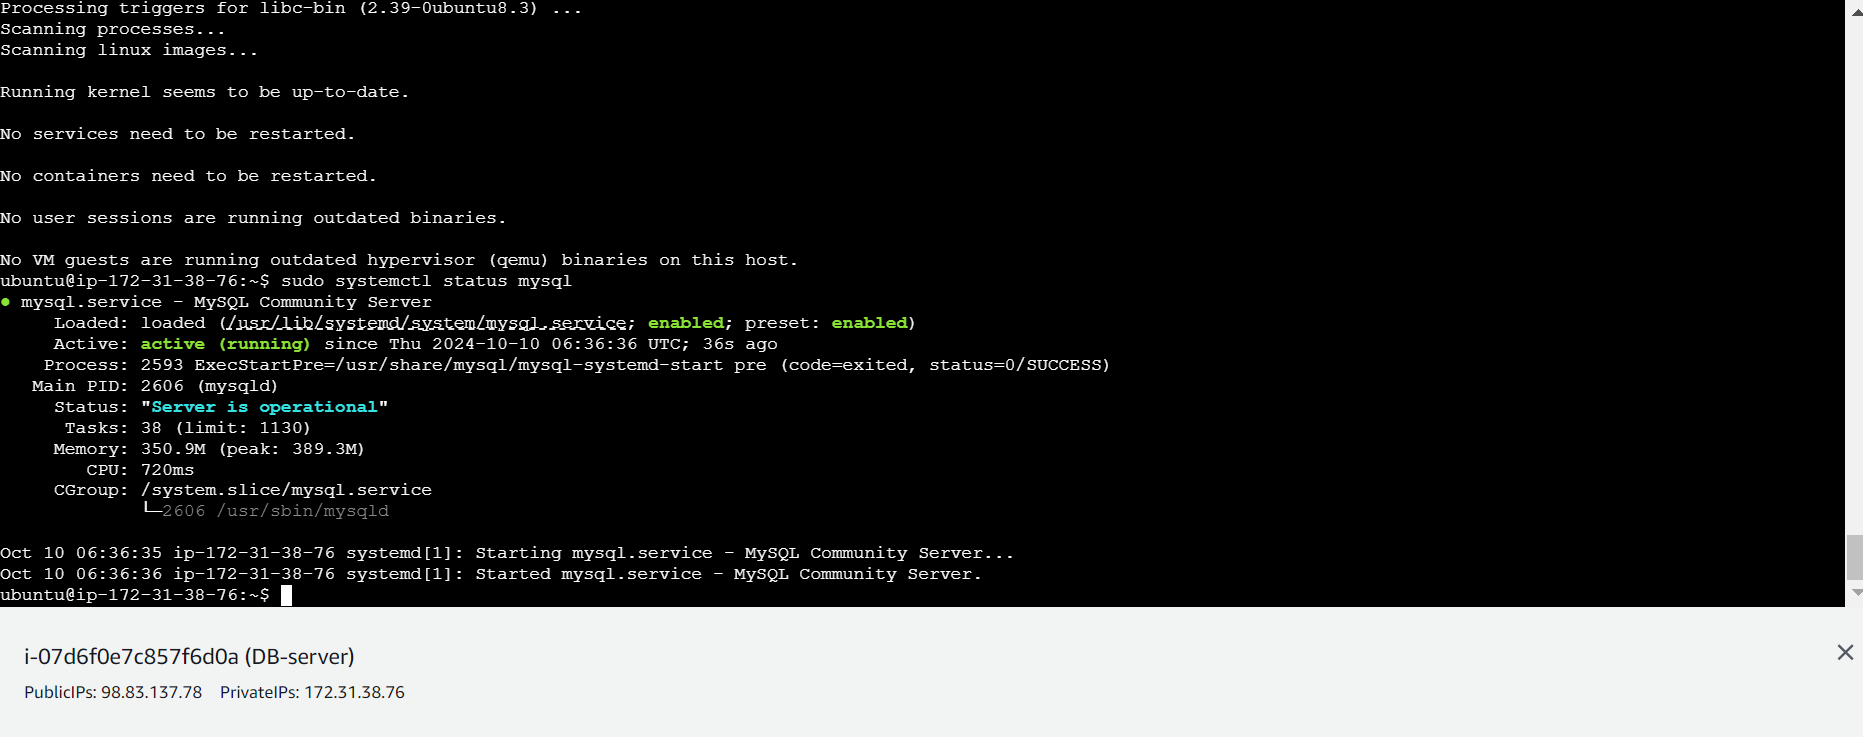 Processing triggers for libc-bin (2.39-0ubuntu8.3) ...
Scanning processes...
Scanning linux images...
Running kernel seems to be up-to-date.
No services need to be restarted.
No containers need to be restarted.
No user sessions are running outdated binaries.
No VM guests are running outdated hypervisor (qemu) binaries on this host.
ubuntu@ip-172-31-38-76:~$ sudo systemctl status mysql
● mysql.service - MySQL Community Server
Loaded: loaded (/usr/lib/systemd/system/mysql.service; enabled; preset: enabled)
Active: active (running) since Thu 2024-10-10 06:36:36 UTC; 36s ago
Process: 2593 ExecStartPre=/usr/share/mysql/mysql-systemd-start pre (code=exited, status=0/SUCCESS)
Main PID: 2606 (mysqld)
Status: "Server is operational"
Tasks: 38 (limit: 1130)
Memory: 350.9M (peak: 389.3M)
CPU: 720ms
CGroup: /system.slice/mysql.service
└─2606 /usr/sbin/mysqld
Oct 10 06:36:35 ip-172-31-38-76 systemd[1]: Starting mysql.service - MySQL Community Server...
Oct 10 06:36:36 ip-172-31-38-76 systemd[1]: Started mysql.service - MySQL Community Server.
ubuntu@ip-172-31-38-76:~$
i-07d6f0e7c857f6d0a (DB-server)
PublicIPs: 98.83.137.78 PrivateIPs: 172.31.38.76